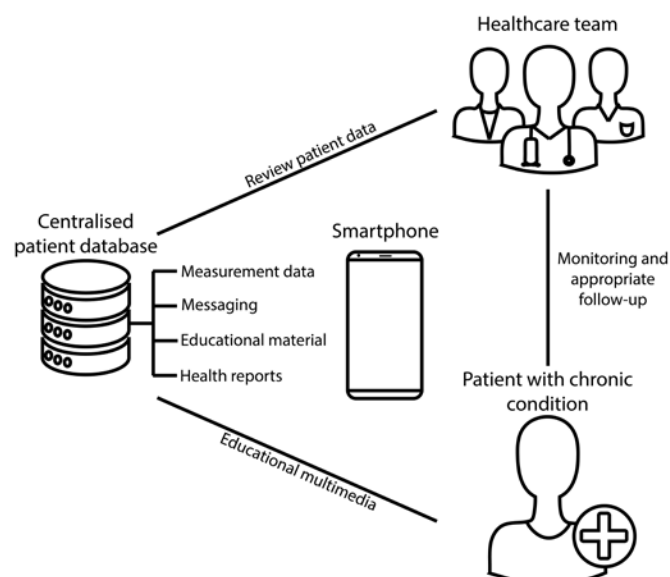 Healthcare team
Review patient data
Centralised
patient database
Smartphone
Measurement data
Messaging
Educational material
Health reports
Monitoring and
appropriate
follow-up
Patient with chronic
condition
Educational multimedia